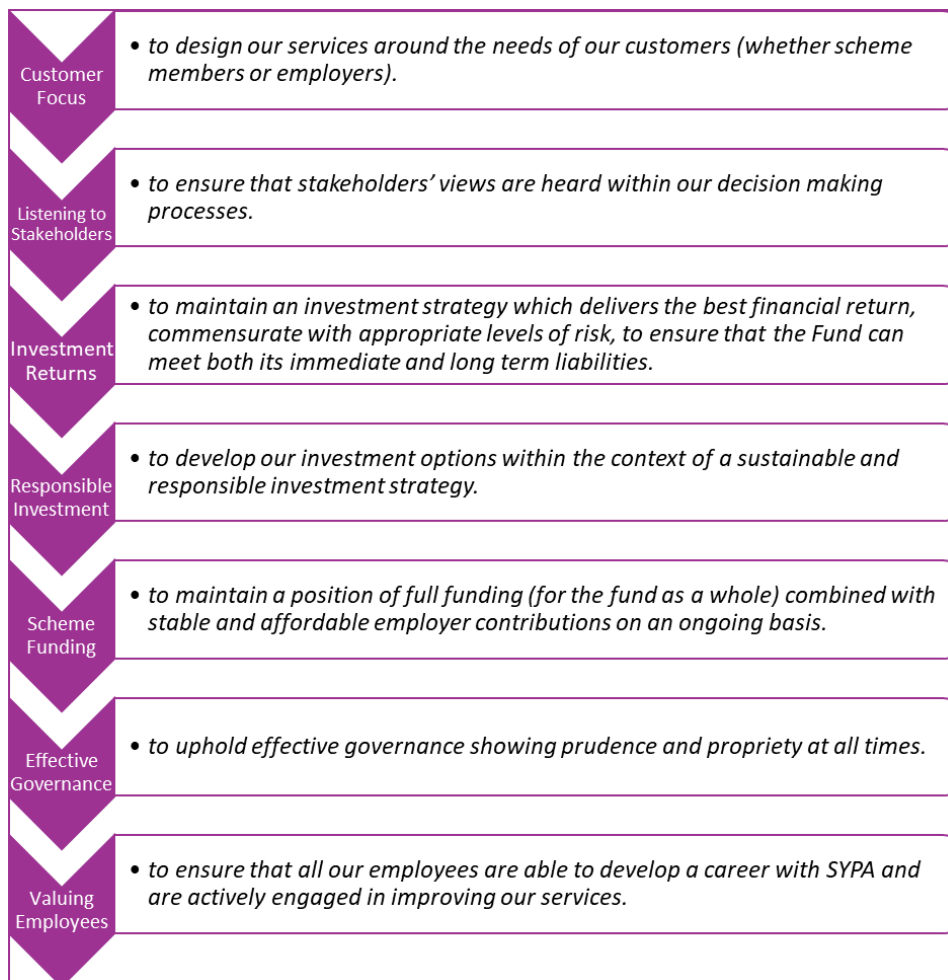 Customer
Focus
• to design our services around the needs of our customers (whether scheme
members or employers).
Listening to
Stakeholders
• to ensure that stakeholders’ views are heard within our decision making
processes.
Investment
Returns
• to maintain an investment strategy which delivers the best financial return,
commensurate with appropriate levels of risk, to ensure that the Fund can
meet both its immediate and long term liabilities.
Responsible
Investment
• to develop our investment options within the context of a sustainable and
responsible investment strategy.
Scheme
Funding
• to maintain a position of full funding (for the fund as a whole) combined with
stable and affordable employer contributions on an ongoing basis.
Effective
Governance
• to uphold effective governance showing prudence and propriety at all times.
Valuing
Employees
• to ensure that all our employees are able to develop a career with SYPA and
are actively engaged in improving our services.